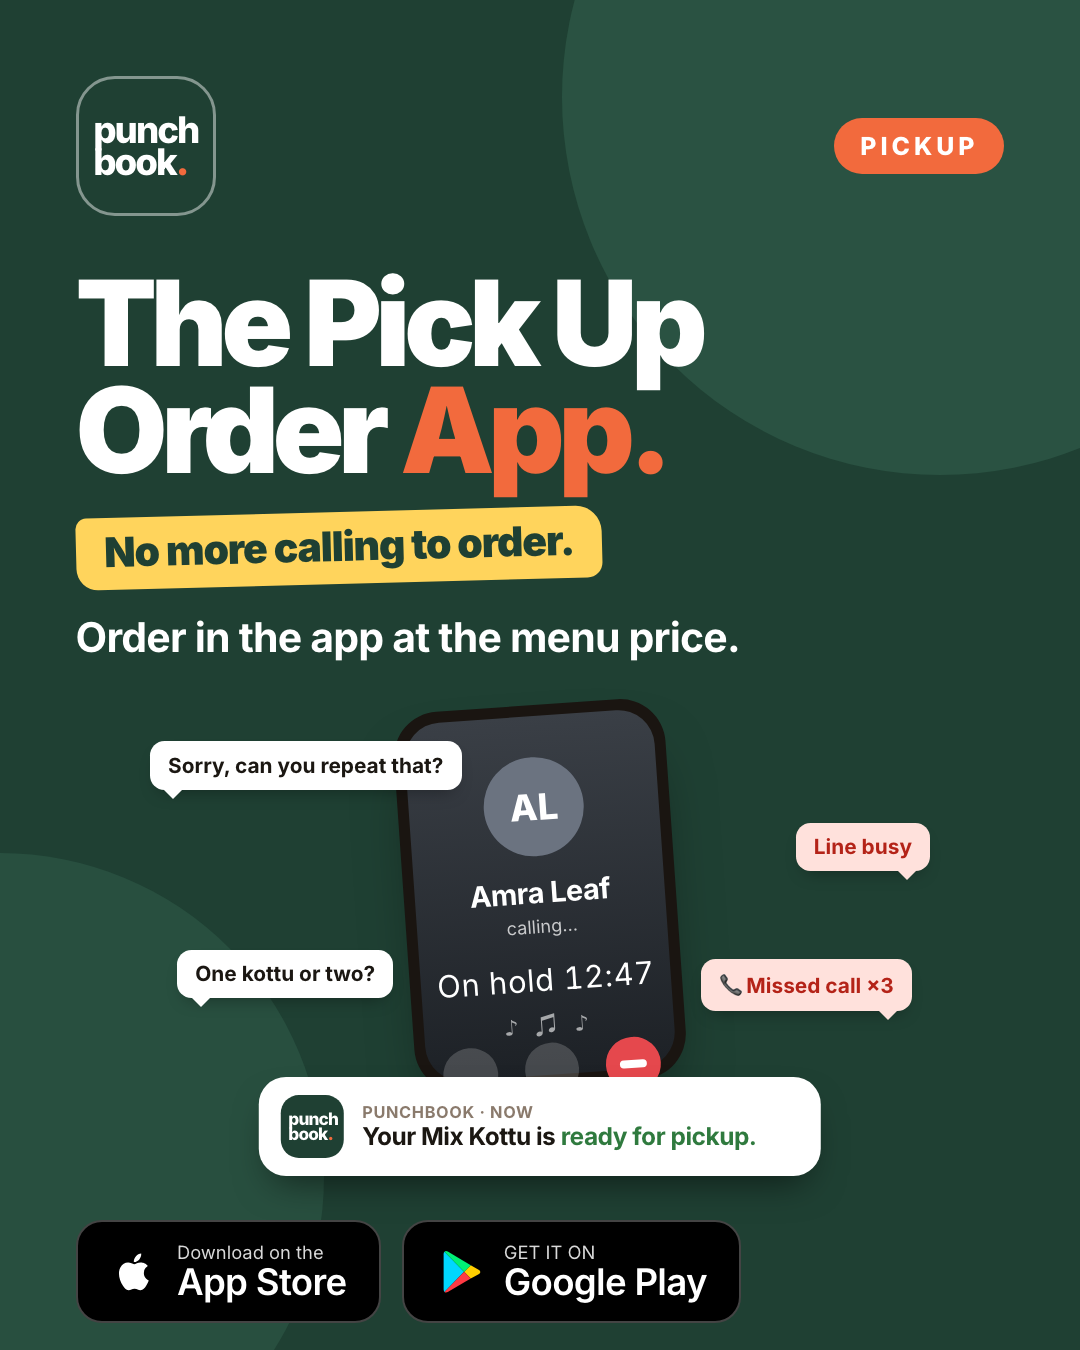 punch
book.
PICKUP
The Pick Up
Order App.
No more calling to order.
Order in the app at the menu price.
Sorry, can you repeat that?
AL
Line busy
Amra Leaf
calling...
One kottu or two?
On hold 12:47
📞 Missed call ×3
♪ ♫ ♪
punch
book.
PUNCHBOOK · NOW
Your Mix Kottu is ready for pickup.
Download on the
App Store
GET IT ON
Google Play